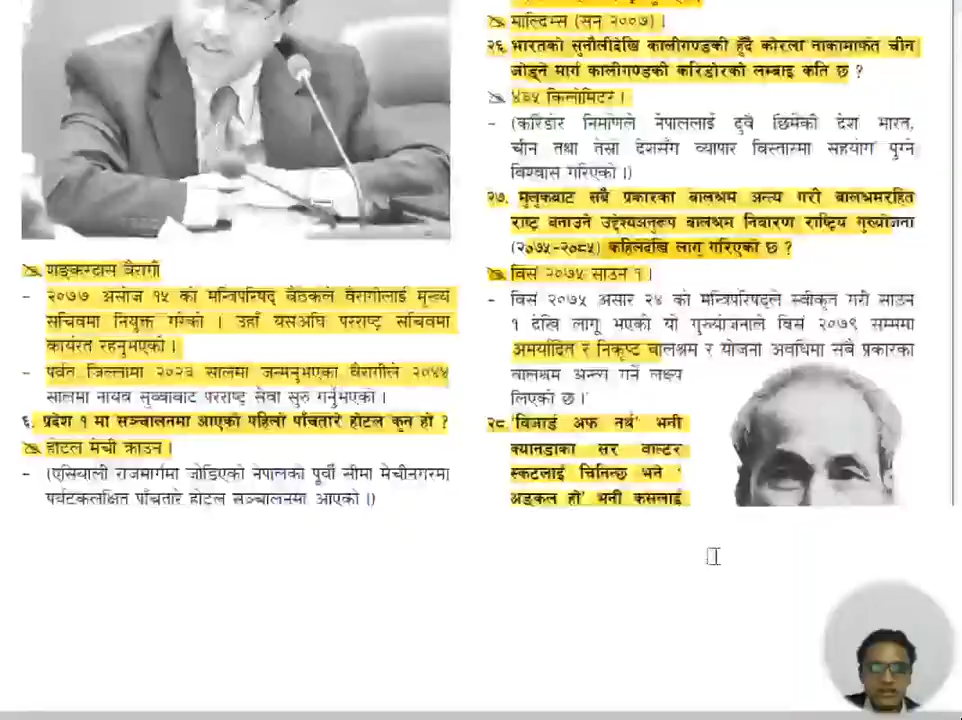 शङ्करदास बैरागी
- २०७७ असोज १५ को मन्त्रिपरिषद् बैठकले बैरागीलाई मुख्य
सचिवमा नियुक्त गरेको । उहाँ यसअघि परराष्ट्र सचिवमा
कार्यरत रहनुभएको ।
- पर्वत जिल्लामा २०२३ सालमा जन्मनुभएका बैरागीले २०४४
सालमा नायब सुब्बाबाट परराष्ट्र सेवा सुरु गर्नुभएको ।
६. प्रदेश १ मा सञ्चालनमा आएको पहिलो पाँचतारे होटल कुन हो ?
होटल मेची क्राउन ।
- (एसियाली राजमार्गमा जोडिएको नेपालको पूर्वी सीमा मेचीनगरमा
पर्यटकलक्षित पाँचतारे होटल सञ्चालनमा आएको ।)
माल्दिभ्स (सन् २००७) ।
२६. भारतको सुनौलीदेखि कालीगण्डकी हुँदै कोरला नाकामार्फत चीन
जोड्ने मार्ग कालीगण्डकी करिडोरको लम्बाइ कति छ ?
४३५ किलोमिटर ।
- (करिडोर निर्माणले नेपाललाई दुवै छिमेकी देश भारत,
चीन तथा तेस्रो देशसँग व्यापार विस्तारमा सहयोग पुग्ने
विश्वास गरिएको ।)
२७. मुलुकबाट सबै प्रकारका बालश्रम अन्त्य गरी बालश्रमरहित
राष्ट्र बनाउने उद्देश्यअनुरूप बालश्रम निवारण राष्ट्रिय गुरुयोजना
(२०७५-२०८५) कहिलेदेखि लागू गरिएको छ ?
विसं २०७५ साउन १ ।
- विसं २०७५ असार २४ को मन्त्रिपरिषद्ले स्वीकृत गरी साउन
१ देखि लागू भएको यो गुरुयोजनाले विसं २०७९ सम्ममा
अमर्यादित र निकृष्ट बालश्रम र योजना अवधिमा सबै प्रकारका
बालश्रम अन्त्य गर्ने लक्ष्य
लिएको छ ।
२८. 'विजार्ड अफ नर्थ' भनी
क्यानडाका सर वाल्टर
स्कटलाई चिनिन्छ भने '
अङ्कल हो' भनी कसलाई